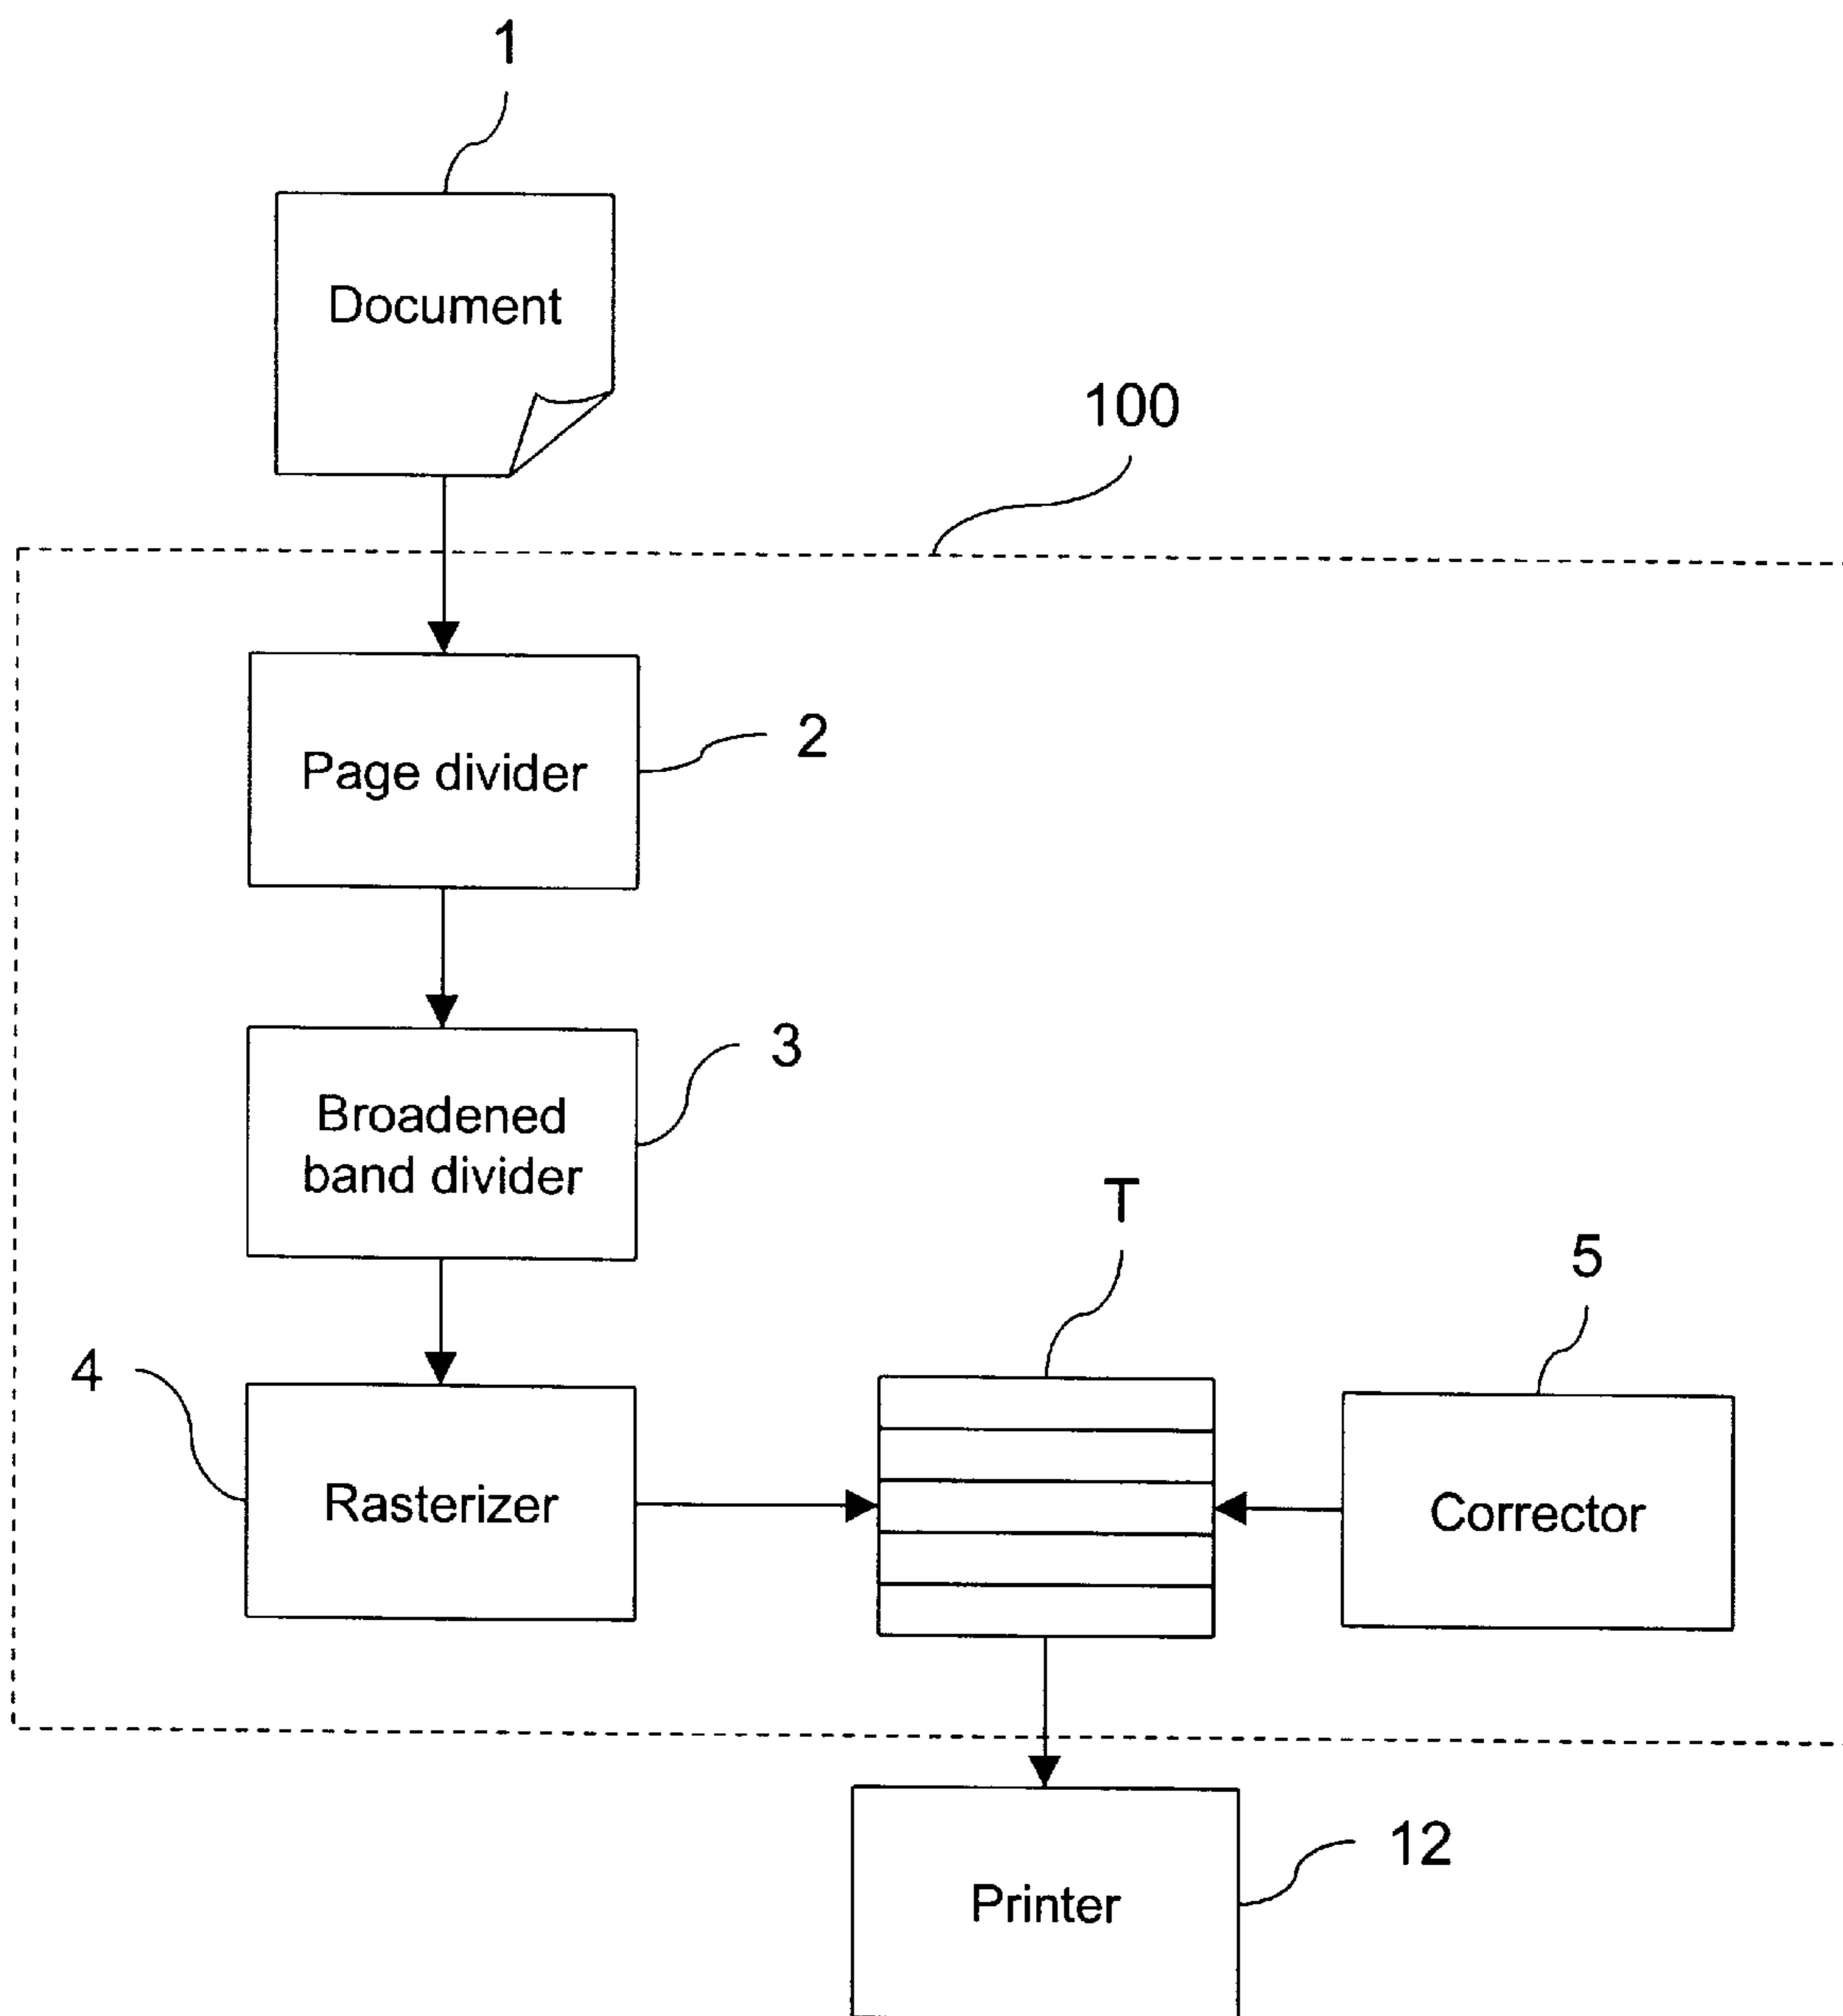 1
Document
100
Page divider
2
Broadened
band divider
3
T
5
4
Rasterizer
Corrector
Printer
12